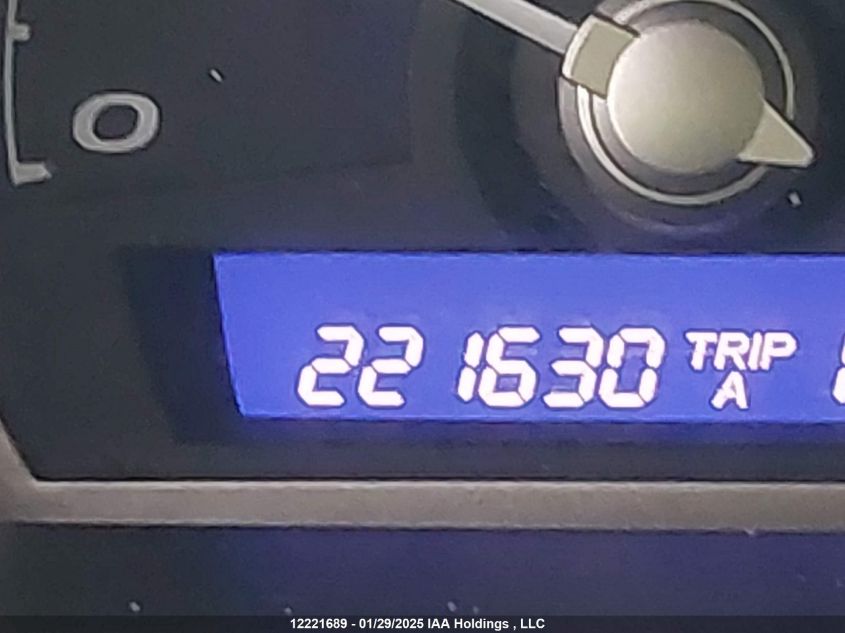 0
221630 TRIP
A
12221689 - 01/29/2025 IAA Holdings , LLC